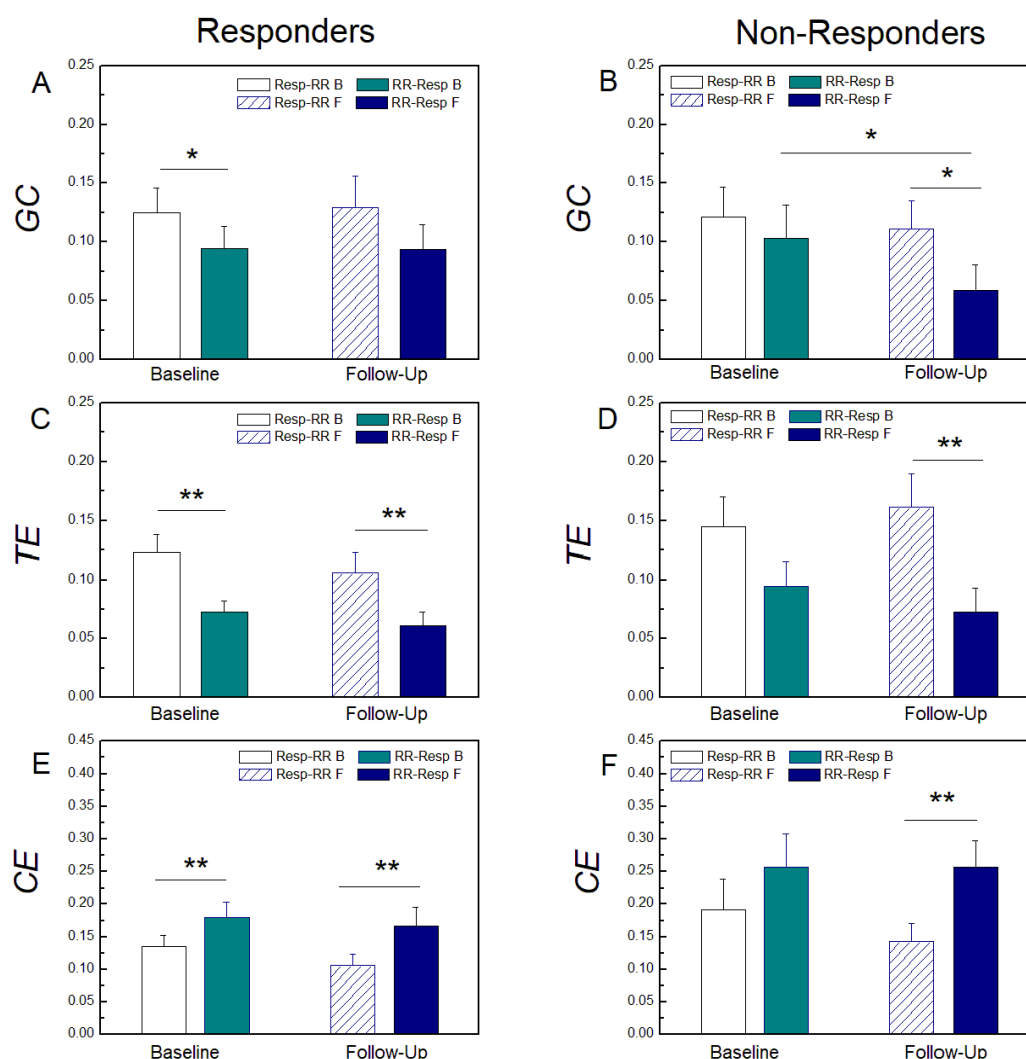 Responders
Non-Responders
A
0.25
0.20
0.15
0.10
0.05
0.00
GC
Resp-RR B RR-Resp B
Resp-RR F RR-Resp F
*
Baseline Follow-Up
B
0.25
0.20
0.15
0.10
0.05
0.00
GC
Resp-RR B RR-Resp B
Resp-RR F RR-Resp F
*
*
Baseline Follow-Up
C
0.25
0.20
0.15
0.10
0.05
0.00
TE
Resp-RR B RR-Resp B
Resp-RR F RR-Resp F
** **
Baseline Follow-Up
D
0.25
0.20
0.15
0.10
0.05
0.00
TE
Resp-RR B RR-Resp B
Resp-RR F RR-Resp F
**
Baseline Follow-Up
E
0.45
0.40
0.35
0.30
0.25
0.20
0.15
0.10
0.05
0.00
CE
Resp-RR B RR-Resp B
Resp-RR F RR-Resp F
** **
Baseline Follow-Up
F
0.45
0.40
0.35
0.30
0.25
0.20
0.15
0.10
0.05
0.00
CE
Resp-RR B RR-Resp B
Resp-RR F RR-Resp F
**
Baseline Follow-Up